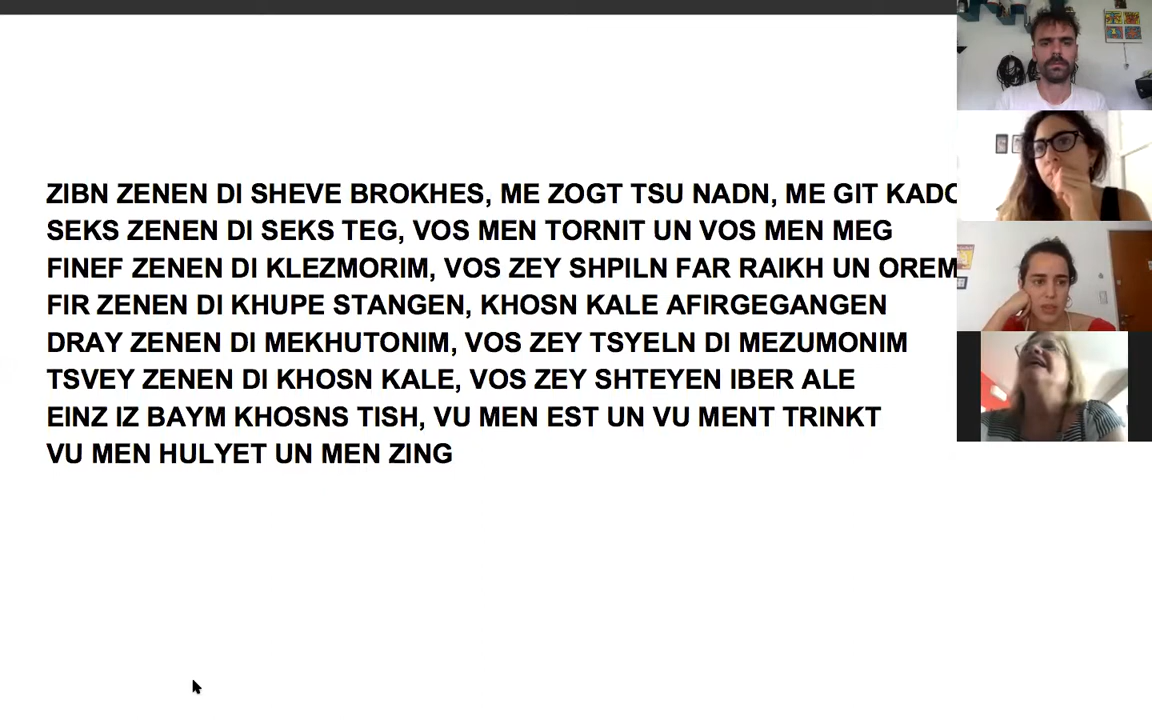 ZIBN ZENEN DI SHEVE BROKHES, ME ZOGT TSU NADN, ME GIT
SEKS ZENEN DI SEKS TEG, VOS MEN TORNIT UN VOS MEN MEG
FINEF ZENEN DI KLEZMORIM, VOS ZEY SHPILN FAR RAIKH UN OREM
FIR ZENEN DI KHUPE STANGEN, KHOSN KALE AFIRGEGANGEN
DRAY ZENEN DI MEKHUTONIM, VOS ZEY TSYELN DI MEZUMONIM
TSVEY ZENEN DI KHOSN KALE, VOS ZEY SHTEYEN IBER ALE
EINZ IZ BAYM KHOSNS TISH, VU MEN EST UN VU MENT TRINKT
VU MEN HULYET UN MEN ZING